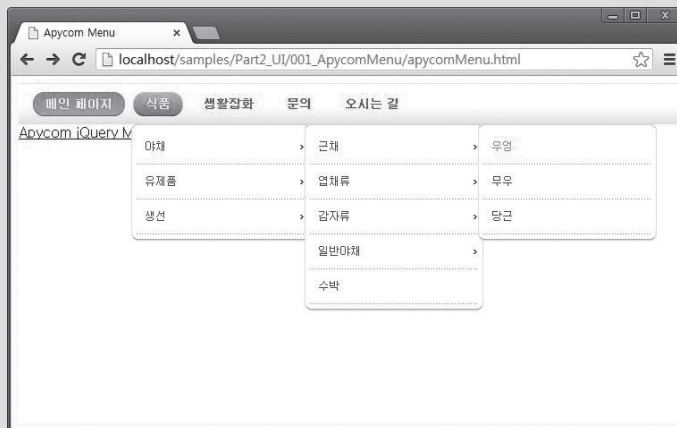 Apycom Menu
localhost/samples/Part2_UI/001_ApycomMenu/apycomMenu.html
메인 페이지 식품 생활잡화 문의 오시는 길
Apycom jQuery M
야채 › 근채 › 우엉
유제품 › 엽채류 › 무우
생선 › 감자류 › 당근
일반야채 ›
수박